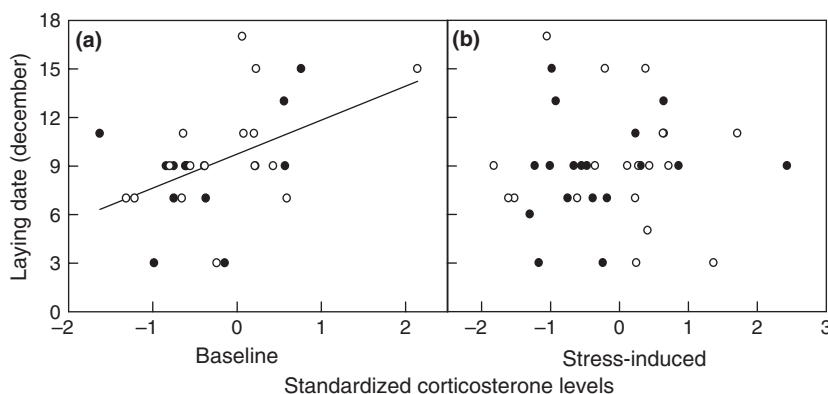 (a)
(b)
Laying date (december)
18
15
12
9
6
3
0
−2 −1 0 1 2
−2 −1 0 1 2 3
Baseline
Stress-induced
Standardized corticosterone levels